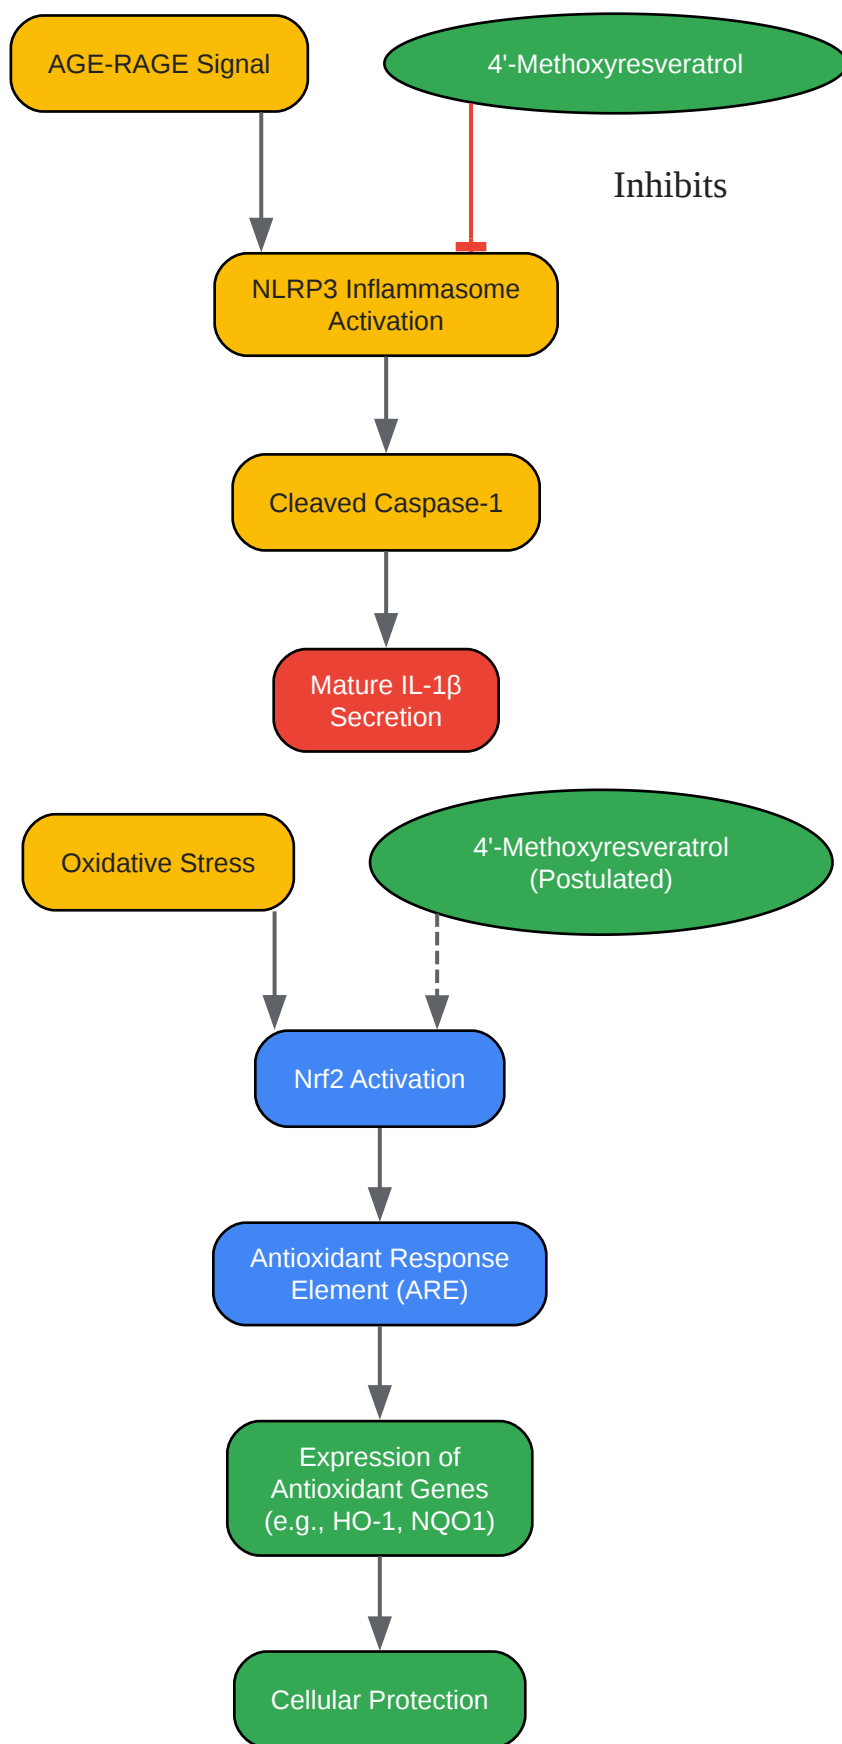 AGE-RAGE Signal
4'-Methoxyresveratrol
Inhibits
NLRP3 Inflammasome
Activation
Cleaved Caspase-1
Mature IL-1β
Secretion
Oxidative Stress
4'-Methoxyresveratrol
(Postulated)
Nrf2 Activation
Antioxidant Response
Element (ARE)
Expression of
Antioxidant Genes
(e.g., HO-1, NQO1)
Cellular Protection